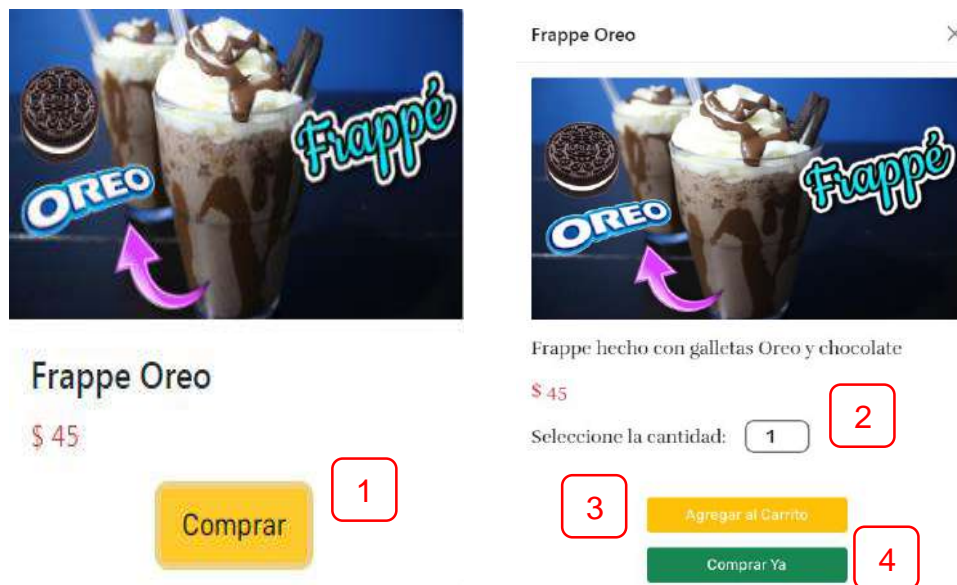 OREO
Frappé
Frappe Oreo
$ 45
Comprar
1
Frappe Oreo
OREO
Frappé
Frappe hecho con galletas Oreo y chocolate
$ 45
Seleccione la cantidad: 1
2
3
Agregar al Carrito
Comprar Ya
4